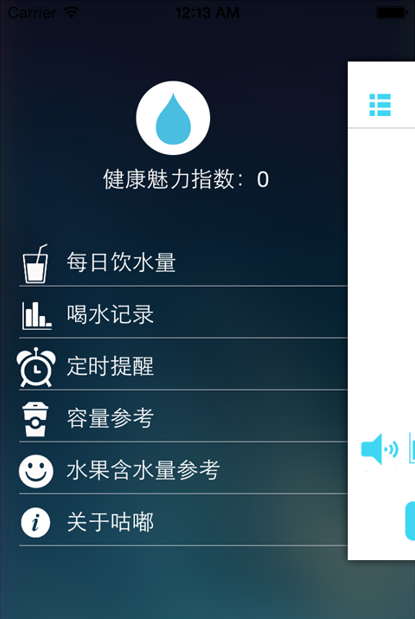 Carrier 12:13 AM
健康魅力指数：0
每日饮水量
喝水记录
定时提醒
容量参考
水果含水量参考
关于咕嘟